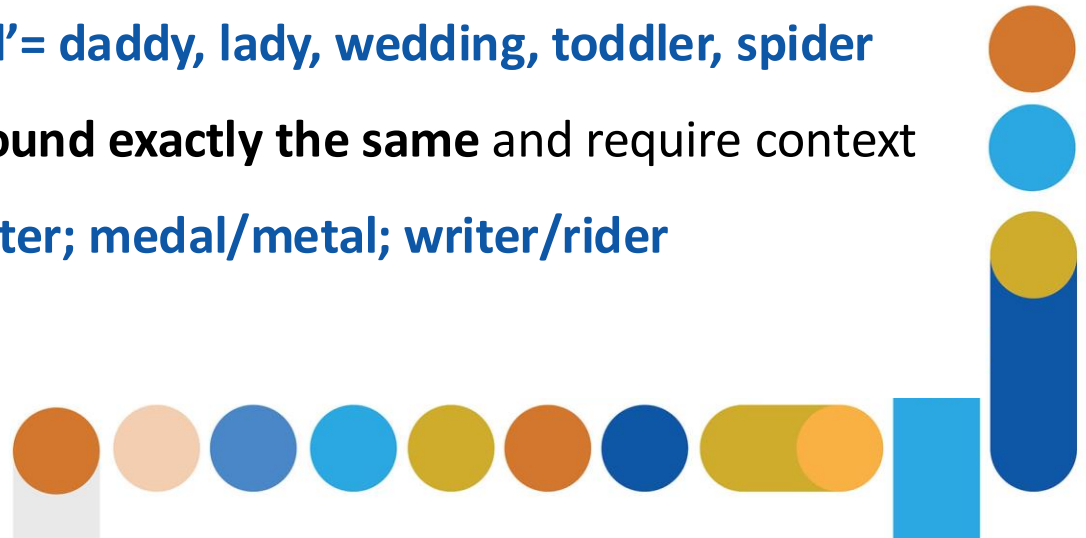 ’= daddy, lady, wedding, toddler, spider
ound exactly the same and require context
ter; medal/metal; writer/rider